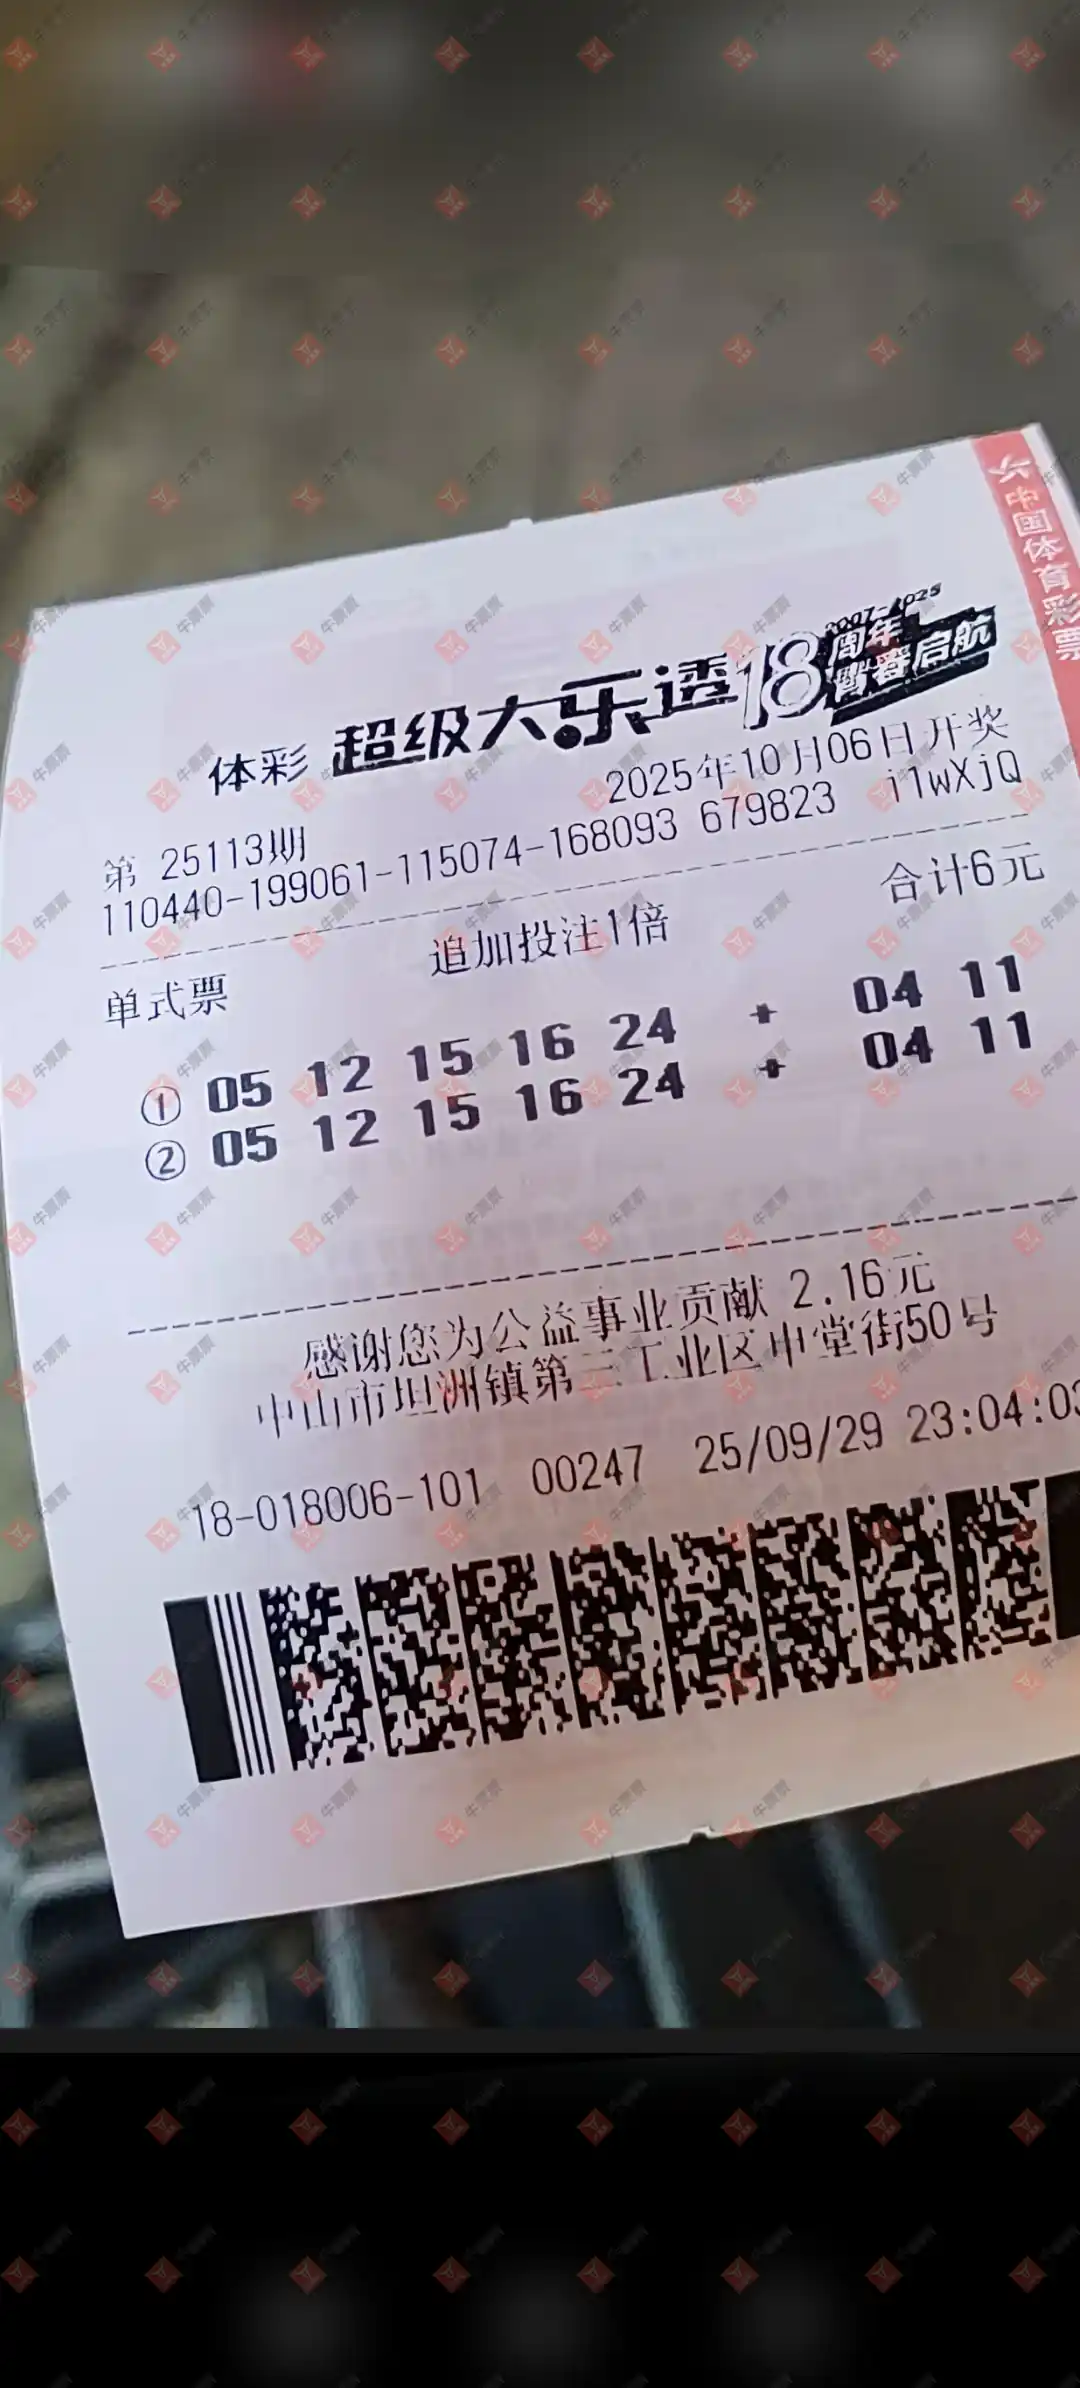 中国体育彩票
2007-2025
体彩 超级大乐透18周年
青春启航
2025年10月06日开奖
第 25113期
110440-199061-115074-168093 679823 i1wXjQ
单式票 追加投注1倍 合计6元
① 05 12 15 16 24 + 04 11
② 05 12 15 16 24 + 04 11
感谢您为公益事业贡献 2.16元
中山市坦洲镇第三工业区中堂街50号
18-018006-101 00247 25/09/29 23:04:03